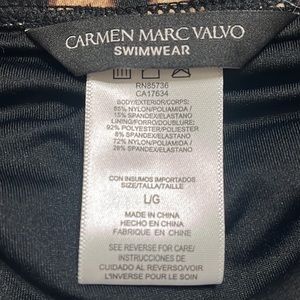 CARMEN MARC VALVO
SWIMWEAR
RN85736
CA17634
BODY/EXTERIOR/CORPS:
85% NYLON/POLIAMIDA/
15% SPANDEX/ELASTANO
LINING/FORRO/DOUBLURE:
92% POLYESTER/POLIESTER
8% SPANDEX/ELASTANO
72% NYLON/POLIAMIDA/
28% SPANDEX/ELASTANO
CON INSUMOS IMPORTADOS
SIZE/TALLA/TAILLE
L/G
MADE IN CHINA
HECHO EN CHINA
FABRIQUE EN CHINE
SEE REVERSE FOR CARE/
INSTRUCCIONES DE
CUIDADO AL REVERSO/VOIR
L'INVERSE POUR LE LAVAGE